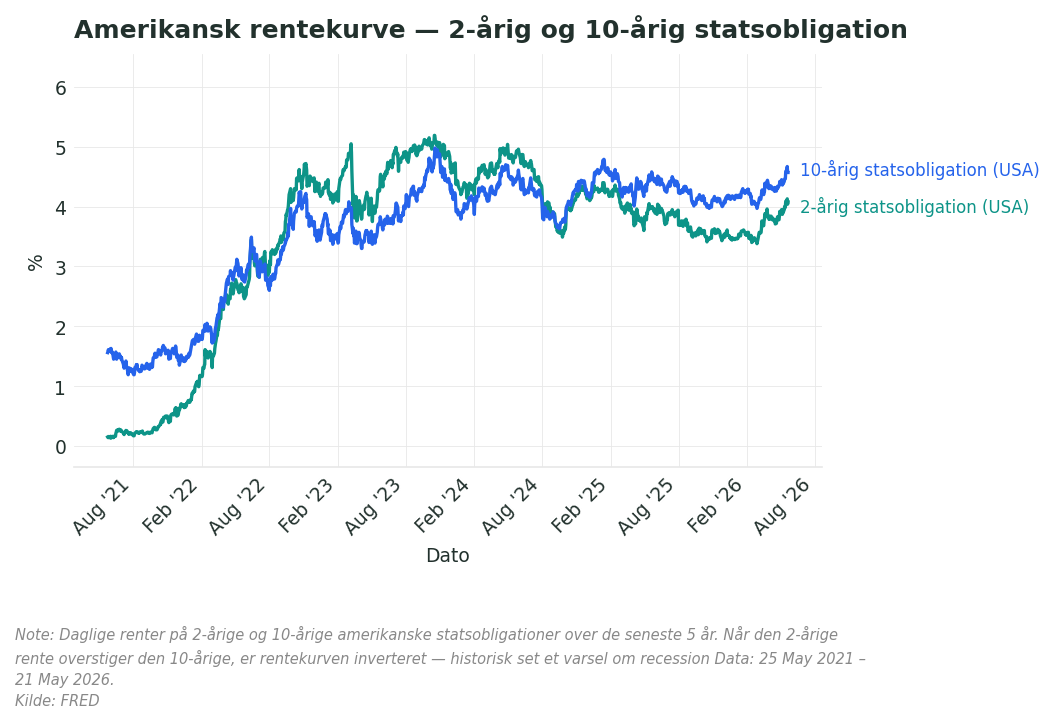 Amerikansk rentekurve — 2-årig og 10-årig statsobligation
6
5
4
3
2
1
0
%
10-årig statsobligation (USA)
2-årig statsobligation (USA)
Aug '21
Feb '22
Aug '22
Feb '23
Aug '23
Feb '24
Aug '24
Feb '25
Aug '25
Feb '26
Aug '26
Dato
Note: Daglige renter på 2-årige og 10-årige amerikanske statsobligationer over de seneste 5 år. Når den 2-årige
rente overstiger den 10-årige, er rentekurven inverteret — historisk set et varsel om recession Data: 25 May 2021 –
21 May 2026.
Kilde: FRED